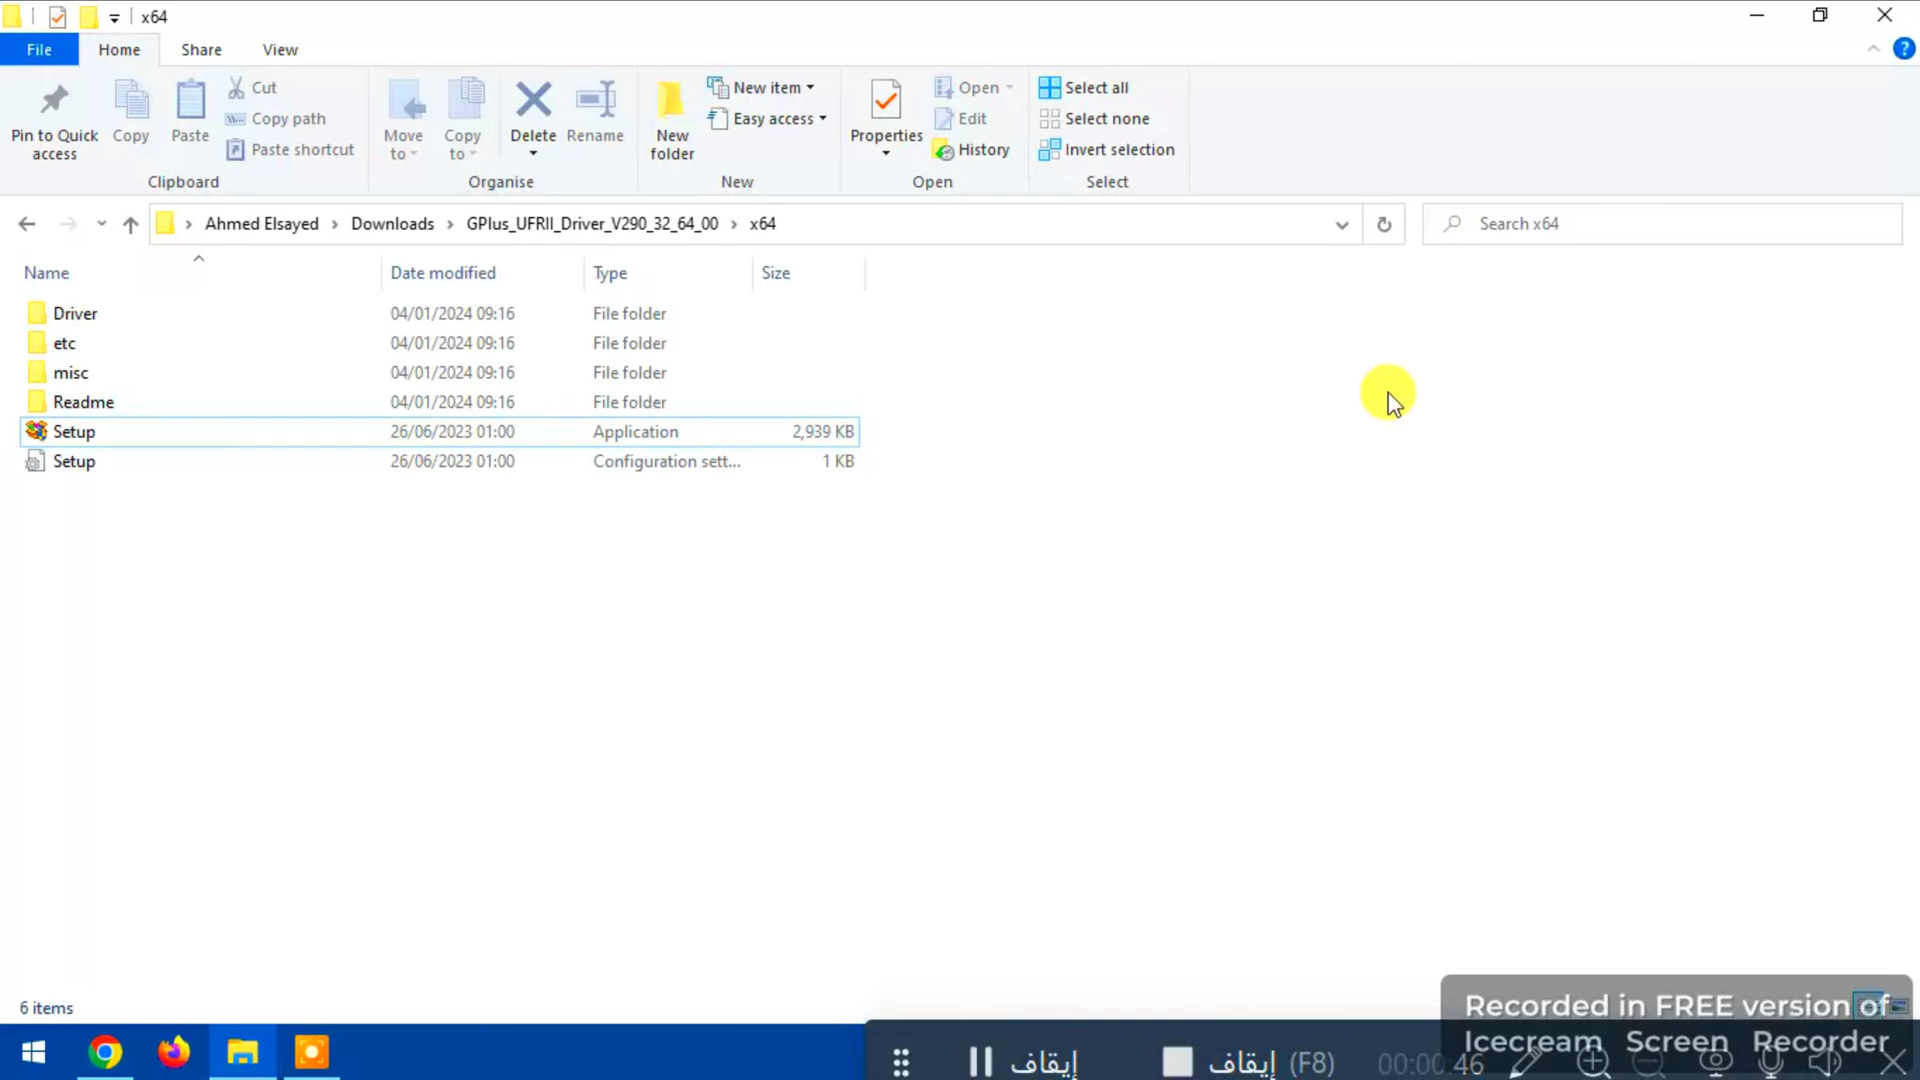 x64
File Home Share View
Pin to Quick access
Copy
Paste
Cut
Copy path
Paste shortcut
Clipboard
Move to
Copy to
Delete
Rename
Organise
New folder
New item
Easy access
New
Properties
Open
Edit
History
Open
Select all
Select none
Invert selection
Select
Ahmed Elsayed Downloads GPlus_UFRII_Driver_V290_32_64_00 x64
Search x64
Name Date modified Type Size
Driver 04/01/2024 09:16 File folder
etc 04/01/2024 09:16 File folder
misc 04/01/2024 09:16 File folder
Readme 04/01/2024 09:16 File folder
Setup 26/06/2023 01:00 Application 2,939 KB
Setup 26/06/2023 01:00 Configuration sett... 1 KB
6 items
Recorded in FREE version of
Icecream Screen Recorder
إيقاف إيقاف (F8) 00:00:46